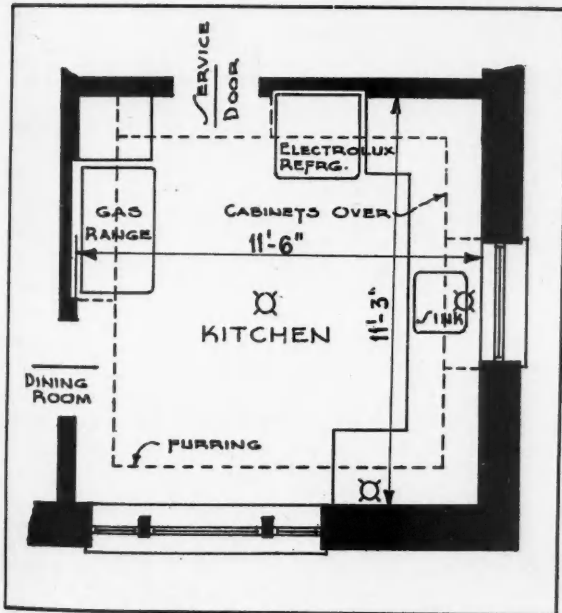 SERVICE
DOOR
ELECTROLUX
REFRG.
GAS
RANGE
CABINETS OVER
11'-6"
11'-3"
SINK
KITCHEN
DINING
ROOM
FURRING